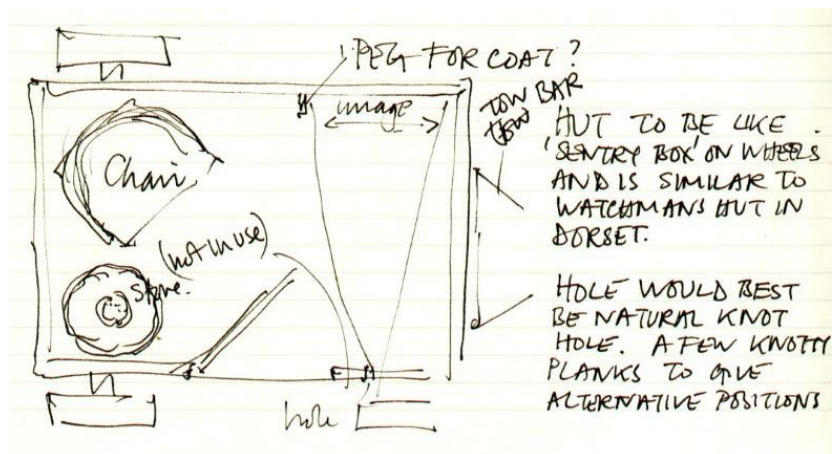 ! PEG FOR COAT?
image
TOW BAR
Chair
(not in use)
Stove.
hole
HUT TO BE LIKE.
'SENTRY BOX' ON WHEELS
AND IS SIMILAR TO
WATCHMANS HUT IN
DORSET.
HOLE WOULD BEST
BE NATURAL KNOT
HOLE. A FEW KNOTTY
PLANKS TO GIVE
ALTERNATIVE POSITIONS